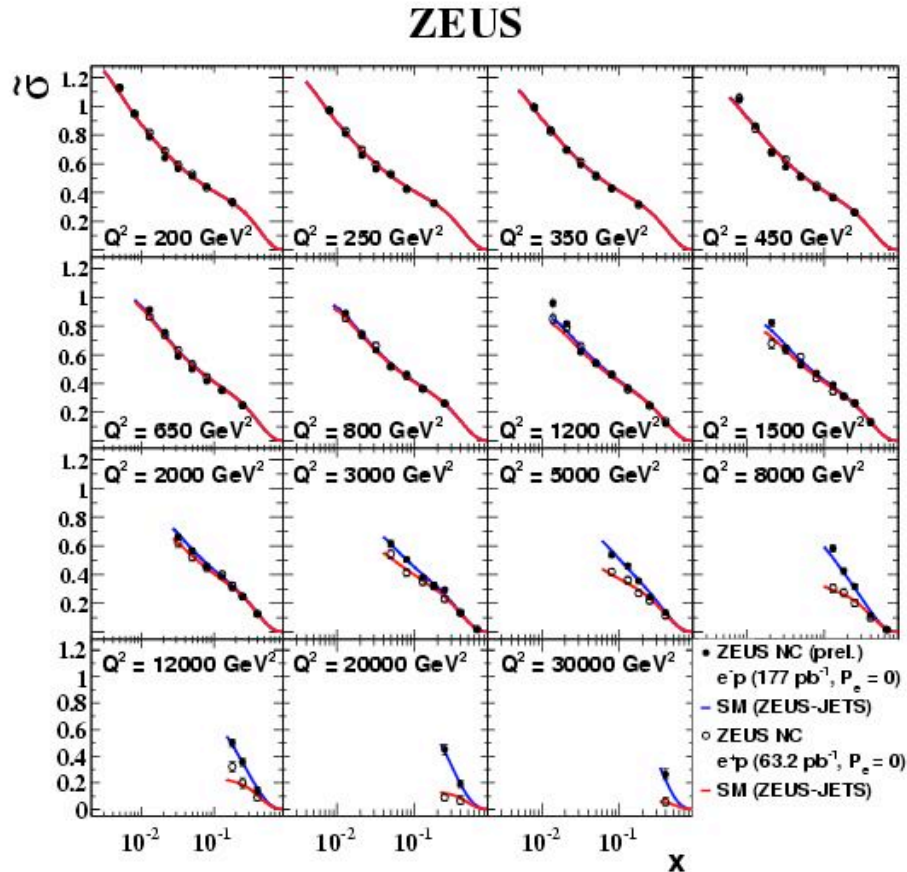 ZEUS
σ̃
1.2
1
0.8
0.6
0.4
0.2
Q² = 200 GeV²
Q² = 250 GeV²
Q² = 350 GeV²
Q² = 450 GeV²
1.2
1
0.8
0.6
0.4
0.2
0
Q² = 650 GeV²
Q² = 800 GeV²
Q² = 1200 GeV²
Q² = 1500 GeV²
1.2
1
0.8
0.6
0.4
0.2
0
Q² = 2000 GeV²
Q² = 3000 GeV²
Q² = 5000 GeV²
Q² = 8000 GeV²
1.2
1
0.8
0.6
0.4
0.2
0
Q² = 12000 GeV²
Q² = 20000 GeV²
Q² = 30000 GeV²
ZEUS NC (prel.)
e⁻p (177 pb⁻¹, Pₑ = 0)
SM (ZEUS-JETS)
ZEUS NC
e⁺p (63.2 pb⁻¹, Pₑ = 0)
SM (ZEUS-JETS)
10⁻² 10⁻¹ 10⁻² 10⁻¹ 10⁻² 10⁻¹
x